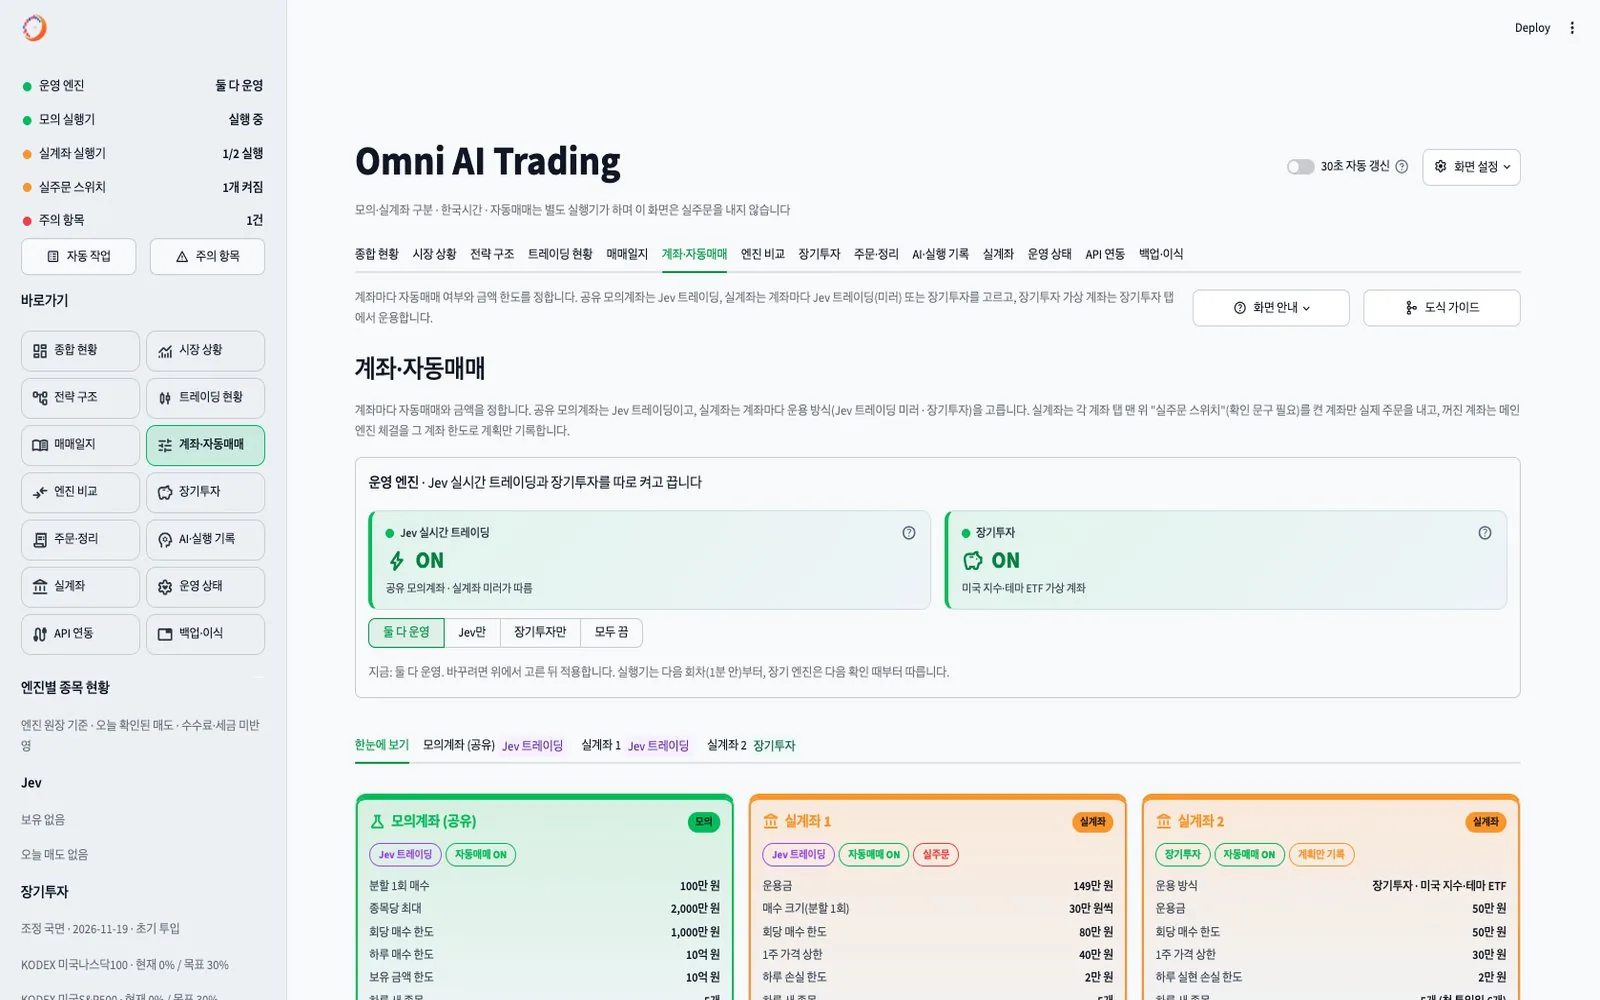 Deploy
운영 엔진 둘 다 운영
모의 실행기 실행 중
실계좌 실행기 1/2 실행
실주문 스위치 1개 켜짐
주의 항목 1건
자동 작업 주의 항목
바로가기
종합 현황 시장 상황
전략 구조 트레이딩 현황
매매일지 계좌·자동매매
엔진 비교 장기투자
주문·정리 AI·실행 기록
실계좌 운영 상태
API 연동 백업·이식
엔진별 종목 현황
엔진 원장 기준 · 오늘 확인된 매도 · 수수료·세금 미반
영
Jev
보유 없음
오늘 매도 없음
장기투자
조정 국면 · 2026-11-19 · 초기 투입
KODEX 미국나스닥100 · 현재 0% / 목표 30%
KODEX 미국S&P500 · 현재 0% / 목표 30%
Omni AI Trading
30초 자동 갱신 화면 설정
모의·실계좌 구분 · 한국시간 · 자동매매는 별도 실행기가 하며 이 화면은 실주문을 내지 않습니다
종합 현황 시장 상황 전략 구조 트레이딩 현황 매매일지 계좌·자동매매 엔진 비교 장기투자 주문·정리 AI·실행 기록 실계좌 운영 상태 API 연동 백업·이식
계좌마다 자동매매 여부와 금액 한도를 정합니다. 공유 모의계좌는 Jev 트레이딩, 실계좌는 계좌마다 Jev 트레이딩(미러) 또는 장기투자를 고르고, 장기투자 가상 계좌는 장기투자 탭
에서 운용합니다.
화면 안내 도식 가이드
계좌·자동매매
계좌마다 자동매매와 금액을 정합니다. 공유 모의계좌는 Jev 트레이딩이고, 실계좌는 계좌마다 운용 방식(Jev 트레이딩 미러 · 장기투자)을 고릅니다. 실계좌는 각 계좌 탭 맨 위 "실주문 스위치"(확인 문구 필요)를 켠 계좌만 실제 주문을 내고, 꺼진 계좌는 메인
엔진 체결을 그 계좌 한도로 계획만 기록합니다.
운영 엔진 · Jev 실시간 트레이딩과 장기투자를 따로 켜고 끕니다
Jev 실시간 트레이딩
ON
공유 모의계좌 · 실계좌 미러가 따름
장기투자
ON
미국 지수·테마 ETF 가상 계좌
둘 다 운영 Jev만 장기투자만 모두 끔
지금: 둘 다 운영. 바꾸려면 위에서 고른 뒤 적용합니다. 실행기는 다음 회차(1분 안)부터, 장기 엔진은 다음 확인 때부터 따릅니다.
한눈에 보기 모의계좌 (공유) Jev 트레이딩 실계좌 1 Jev 트레이딩 실계좌 2 장기투자
모의계좌 (공유) 모의
Jev 트레이딩 자동매매 ON
분할 1회 매수 100만 원
종목당 최대 2,000만 원
회당 매수 한도 1,000만 원
하루 매수 한도 10억 원
보유 금액 한도 10억 원
하루 새 종목 5개
실계좌 1 실계좌
Jev 트레이딩 자동매매 ON 실주문
운용금 149만 원
매수 크기(분할 1회) 30만 원씩
회당 매수 한도 80만 원
1주 가격 상한 40만 원
하루 손실 한도 2만 원
하루 새 종목 5개
실계좌 2 실계좌
장기투자 자동매매 ON 계획만 기록
운용 방식 장기투자 · 미국 지수·테마 ETF
운용금 50만 원
회당 매수 한도 50만 원
1주 가격 상한 30만 원
하루 실현 손실 한도 2만 원
하루 새 종목 5개 (첫 투입일 6개)